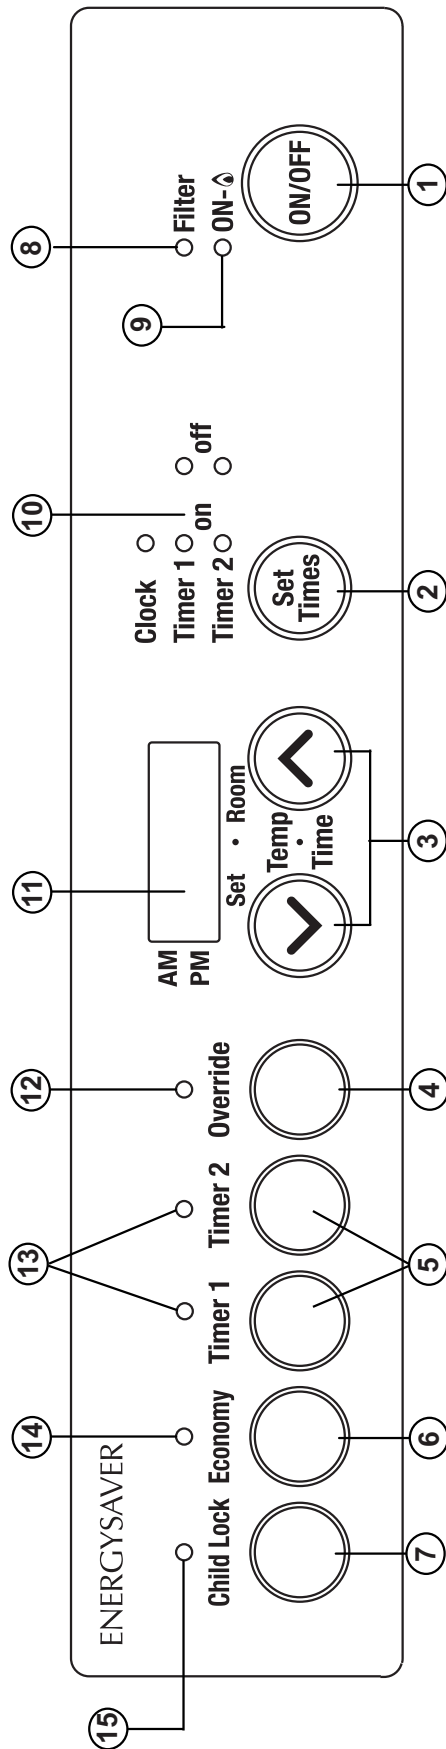 15
14
13
12
11
10
9
8
ENERGYSAVER
Child Lock
Economy
Timer 1
Timer 2
Override
AM
PM
Set • Room
Temp
•
Time
Clock
Timer 1
Timer 2
on
off
Set
Times
Filter
ON-
ON/OFF
7
6
5
4
3
2
1